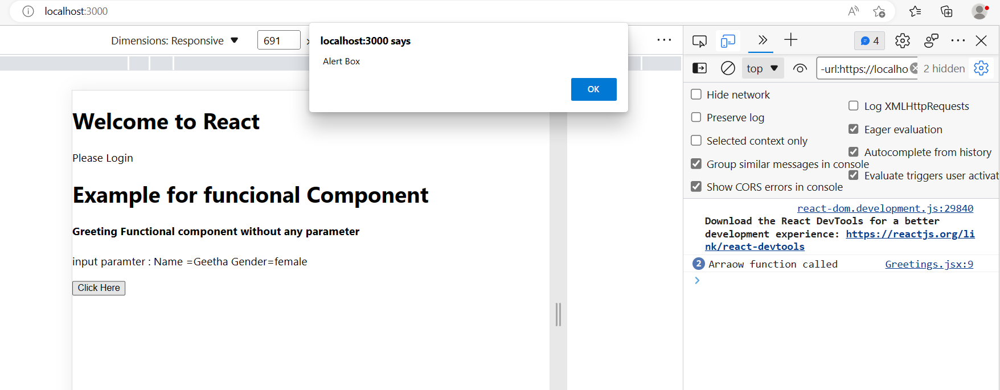 localhost:3000
Dimensions: Responsive
691
localhost:3000 says
Alert Box
OK
Welcome to React
Please Login
Example for funcional Component
Greeting Functional component without any parameter
input paramter : Name =Geetha Gender=female
Click Here
4
top
-url:https://localho
2 hidden
Hide network
Log XMLHttpRequests
Preserve log
Eager evaluation
Selected context only
Autocomplete from history
Group similar messages in console
Evaluate triggers user activat
Show CORS errors in console
react-dom.development.js:29840
Download the React DevTools for a better
development experience: https://reactjs.org/li
nk/react-devtools
2 Arraow function called Greetings.jsx:9